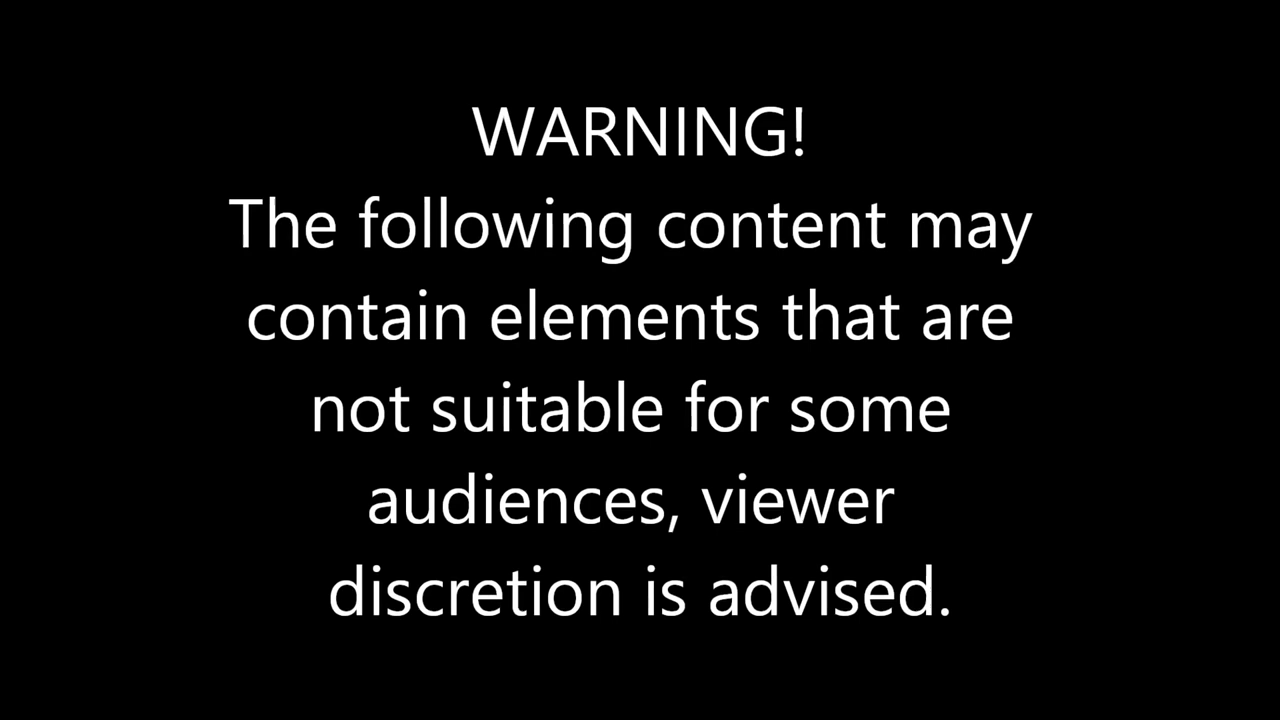 WARNING!
The following content may
contain elements that are
not suitable for some
audiences, viewer
discretion is advised.